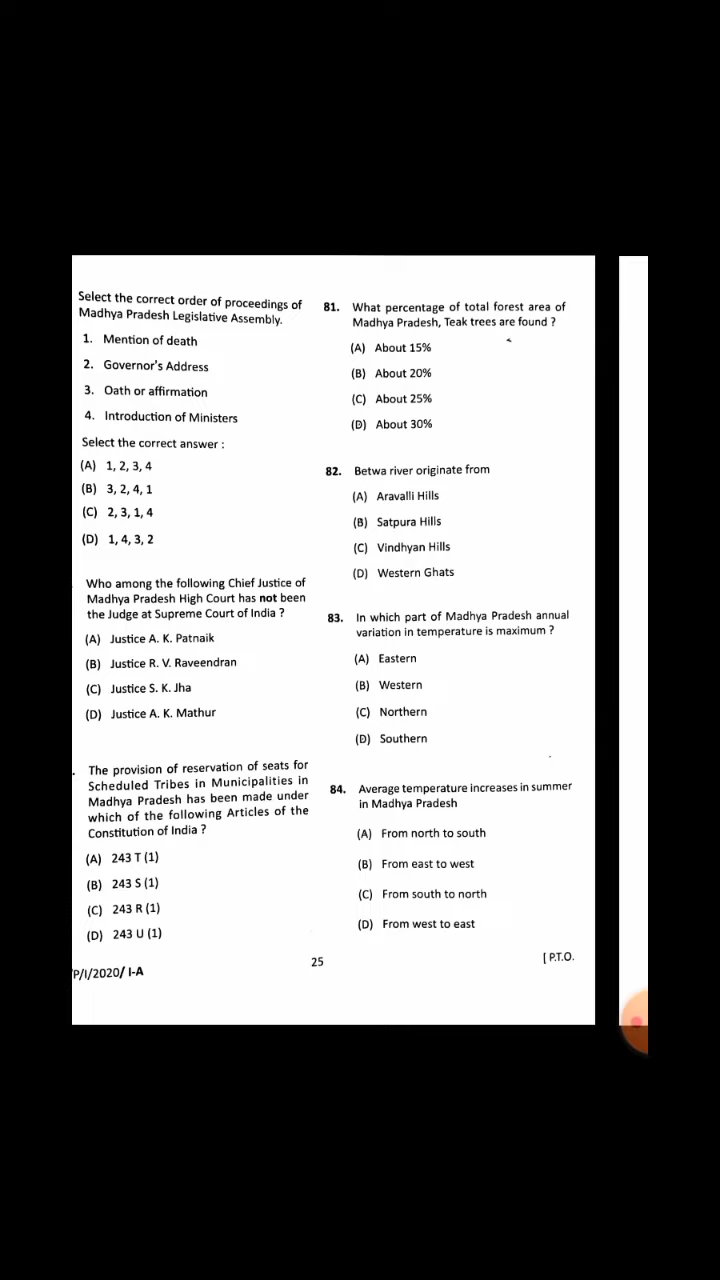 Select the correct order of proceedings of
Madhya Pradesh Legislative Assembly.
1. Mention of death
2. Governor's Address
3. Oath or affirmation
4. Introduction of Ministers
Select the correct answer :
(A) 1, 2, 3, 4
(B) 3, 2, 4, 1
(C) 2, 3, 1, 4
(D) 1, 4, 3, 2
Who among the following Chief Justice of
Madhya Pradesh High Court has not been
the Judge at Supreme Court of India ?
(A) Justice A. K. Patnaik
(B) Justice R. V. Raveendran
(C) Justice S. K. Jha
(D) Justice A. K. Mathur
. The provision of reservation of seats for
Scheduled Tribes in Municipalities in
Madhya Pradesh has been made under
which of the following Articles of the
Constitution of India ?
(A) 243 T (1)
(B) 243 S (1)
(C) 243 R (1)
(D) 243 U (1)
P/I/2020/ I-A
81. What percentage of total forest area of
Madhya Pradesh, Teak trees are found ?
(A) About 15%
(B) About 20%
(C) About 25%
(D) About 30%
82. Betwa river originate from
(A) Aravalli Hills
(B) Satpura Hills
(C) Vindhyan Hills
(D) Western Ghats
83. In which part of Madhya Pradesh annual
variation in temperature is maximum ?
(A) Eastern
(B) Western
(C) Northern
(D) Southern
84. Average temperature increases in summer
in Madhya Pradesh
(A) From north to south
(B) From east to west
(C) From south to north
(D) From west to east
25
[ P.T.O.